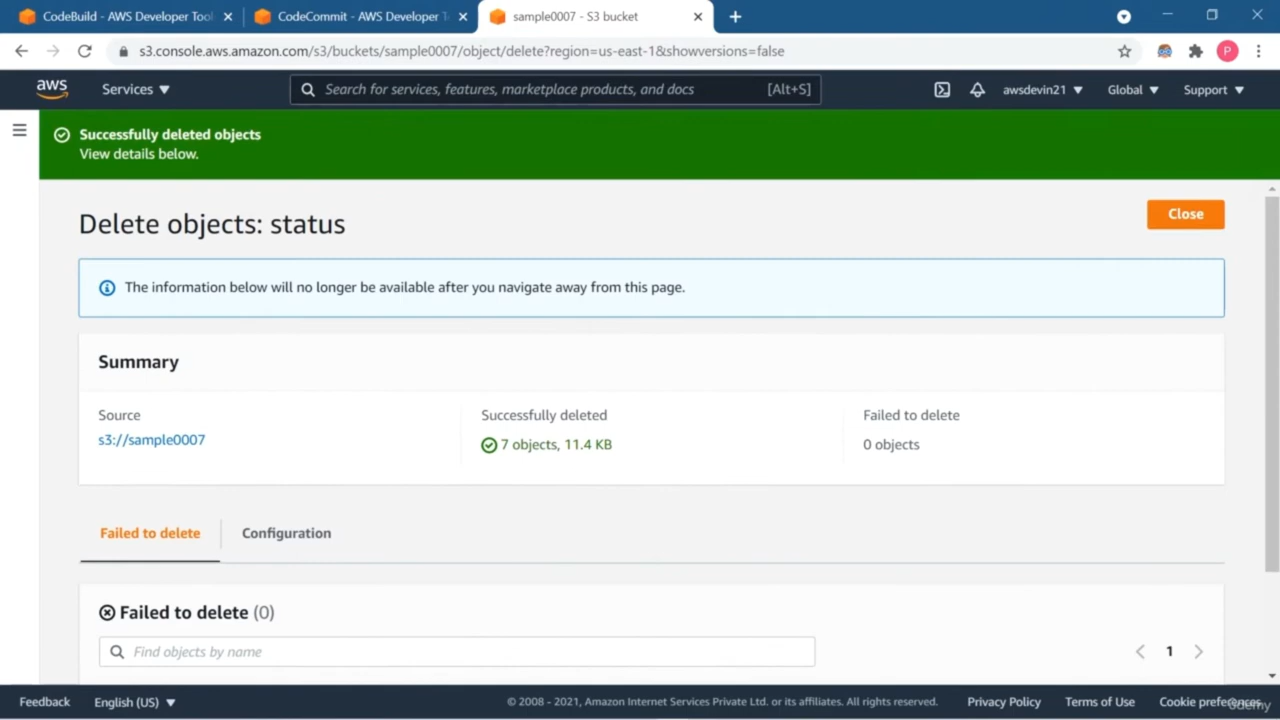 CodeBuild - AWS Developer Tool
CodeCommit - AWS Developer T
sample0007 - S3 bucket
s3.console.aws.amazon.com/s3/buckets/sample0007/object/delete?region=us-east-1&showversions=false
P
aws
Services
Search for services, features, marketplace products, and docs
[Alt+S]
awsdevin21
Global
Support
Successfully deleted objects
View details below.
Delete objects: status
Close
The information below will no longer be available after you navigate away from this page.
Summary
Source
Successfully deleted
Failed to delete
s3://sample0007
7 objects, 11.4 KB
0 objects
Failed to delete
Configuration
Failed to delete (0)
Find objects by name
1
Feedback
English (US)
© 2008 - 2021, Amazon Internet Services Private Ltd. or its affiliates. All rights reserved.
Privacy Policy
Terms of Use
Cookie preferences
Udemy